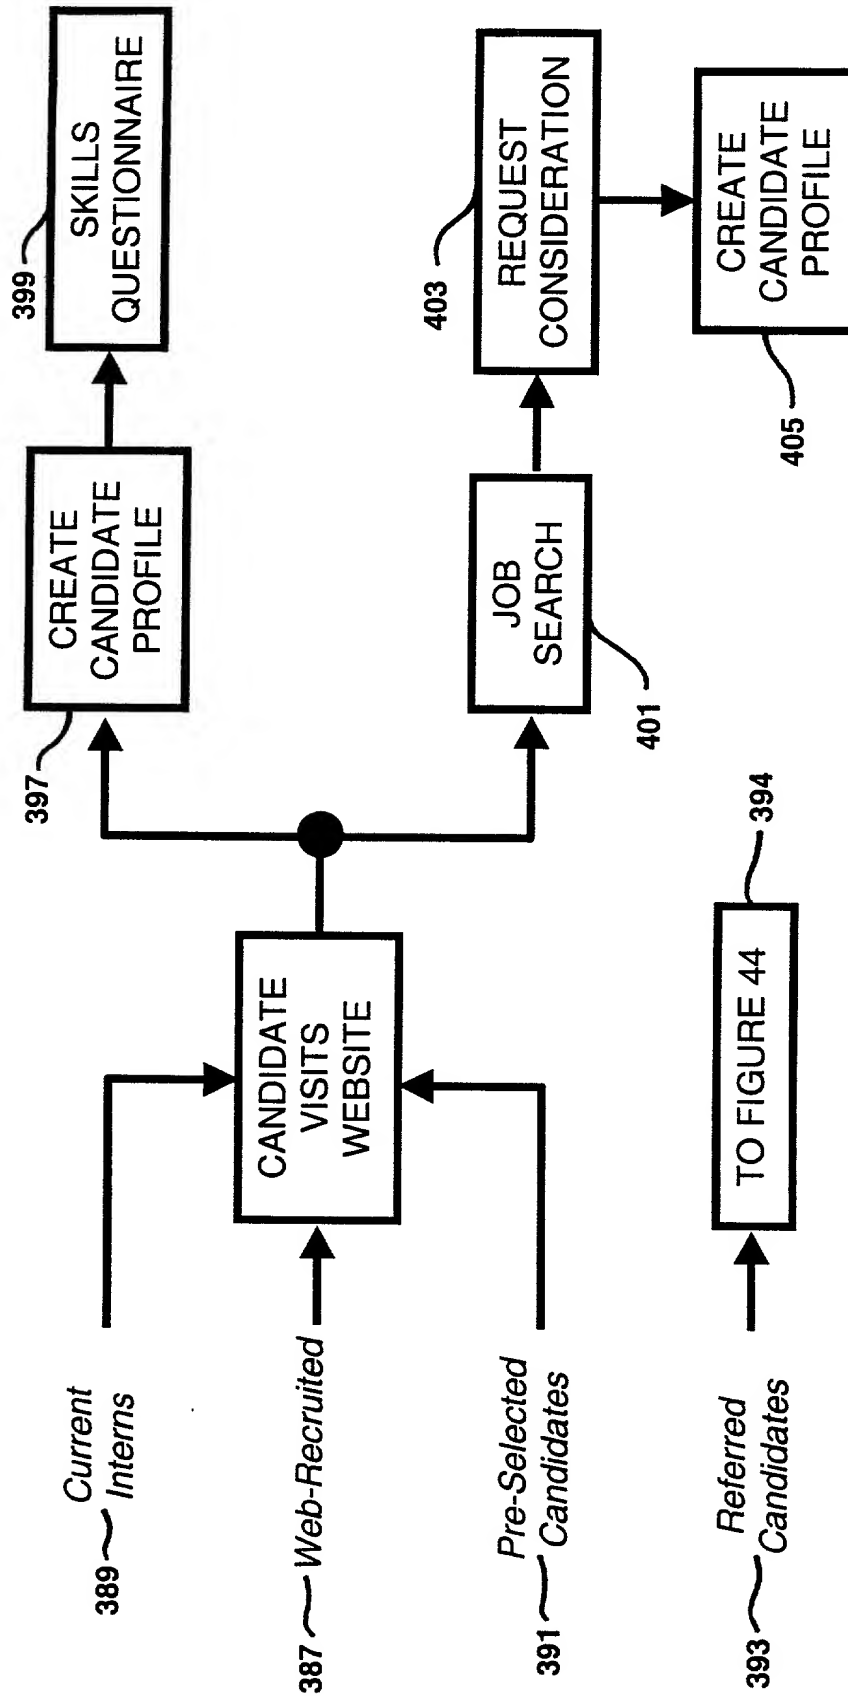 389
Current
Interns
387
Web-Recruited
391
Pre-Selected
Candidates
393
Referred
Candidates
CANDIDATE
VISITS
WEBSITE
TO FIGURE 44
394
397
CREATE
CANDIDATE
PROFILE
399
SKILLS
QUESTIONNAIRE
401
JOB
SEARCH
403
REQUEST
CONSIDERATION
405
CREATE
CANDIDATE
PROFILE